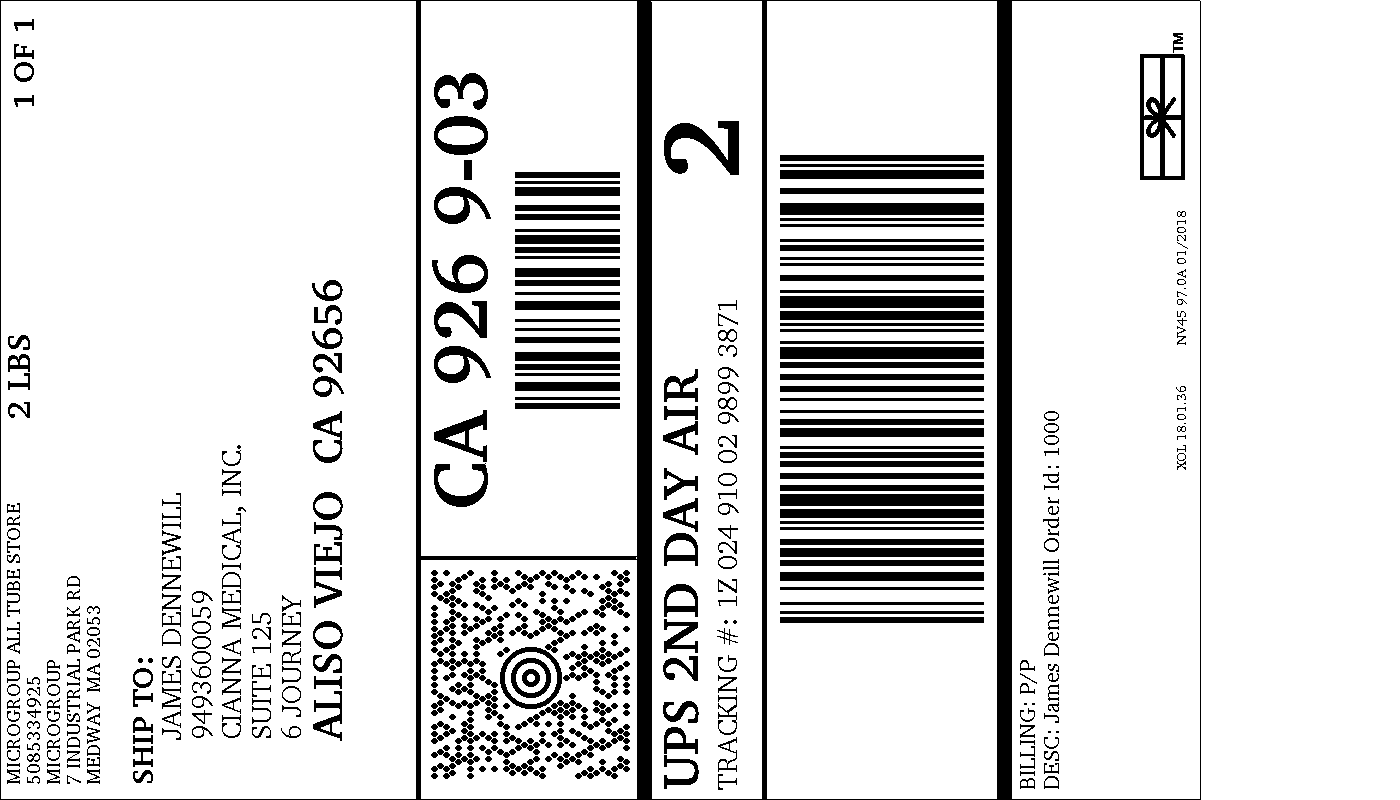 MICROGROUP ALL TUBE STORE
5085334925
MICROGROUP
7 INDUSTRIAL PARK RD
MEDWAY MA 02053
2 LBS
1 OF 1
SHIP TO:
JAMES DENNEWILL
9493600059
CIANNA MEDICAL, INC.
SUITE 125
6 JOURNEY
ALISO VIEJO CA 92656
CA 926 9-03
UPS 2ND DAY AIR
2
TRACKING #: 1Z 024 910 02 9899 3871
BILLING: P/P
DESC: James Dennewill Order Id: 1000
XOL 18.01.36 NV45 97.0A 01/2018
TM